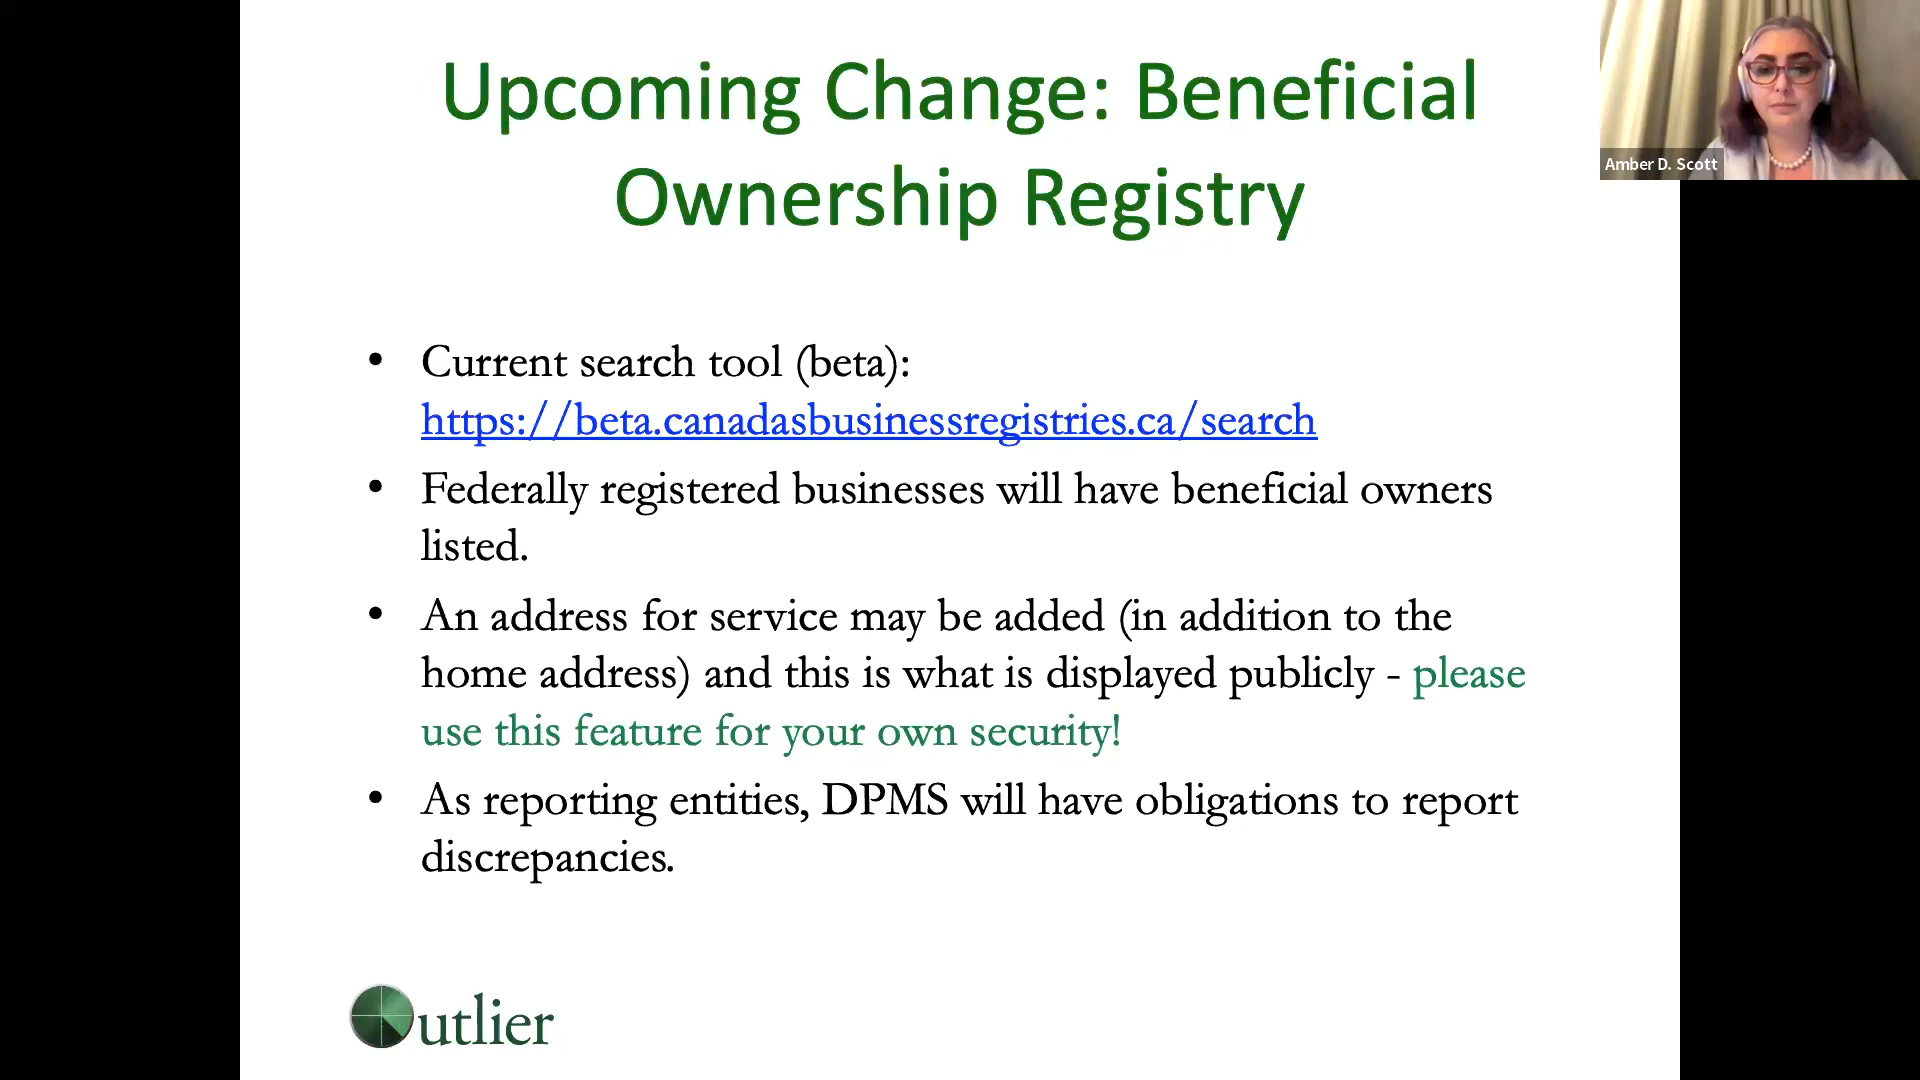 Upcoming Change: Beneficial
Ownership Registry
Amber D. Scott
• Current search tool (beta):
https://beta.canadasbusinessregistries.ca/search
• Federally registered businesses will have beneficial owners
listed.
• An address for service may be added (in addition to the
home address) and this is what is displayed publicly - please
use this feature for your own security!
• As reporting entities, DPMS will have obligations to report
discrepancies.
Outlier